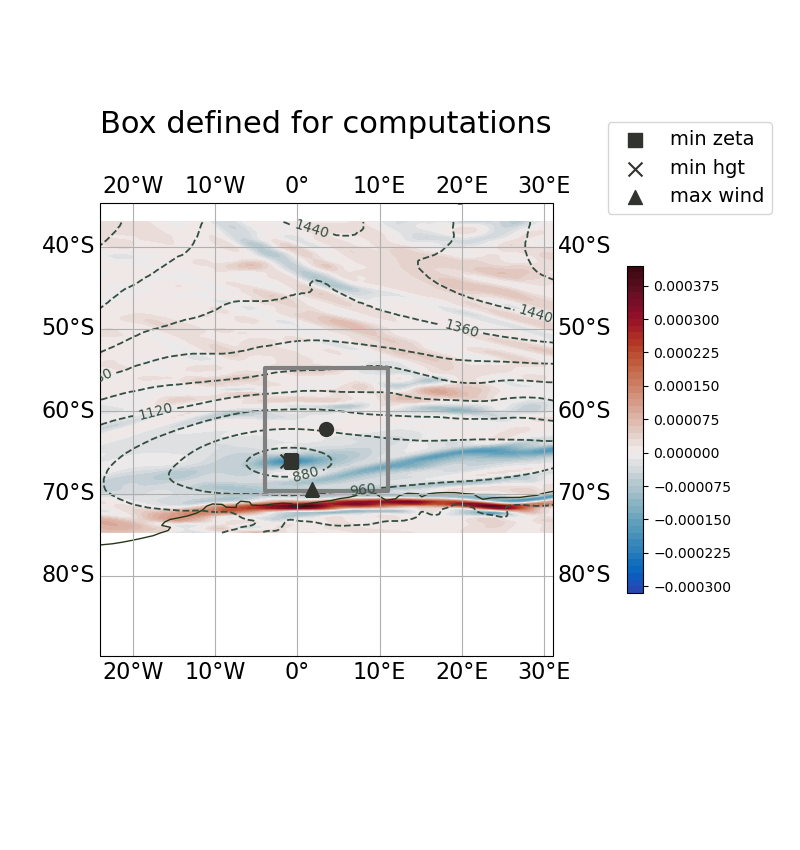 Box defined for computations
min zeta
min hgt
max wind
20°W 10°W 0° 10°E 20°E 30°E
40°S 40°S
50°S 50°S
60°S 60°S
70°S 70°S
80°S 80°S
20°W 10°W 0° 10°E 20°E 30°E
1440
1440
1360
1120
880
960
0.000375
0.000300
0.000225
0.000150
0.000075
0.000000
−0.000075
−0.000150
−0.000225
−0.000300